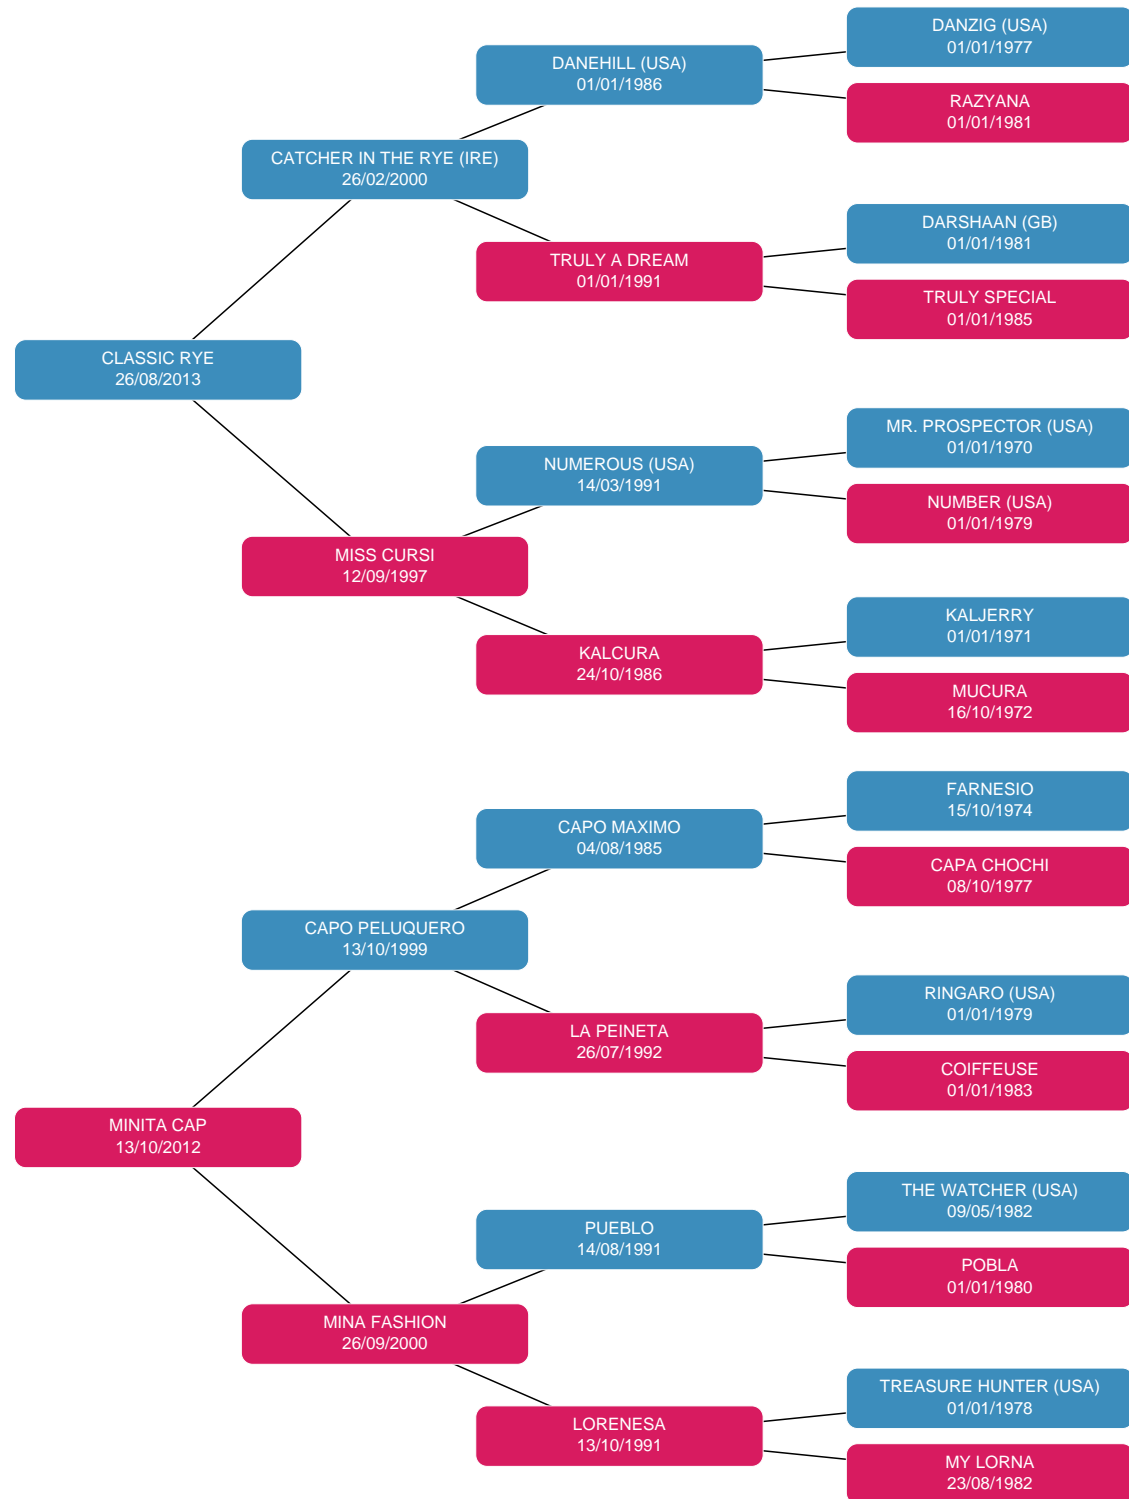 DANZIG (USA)
01/01/1977
DANEHILL (USA)
01/01/1986
RAZYANA
01/01/1981
CATCHER IN THE RYE (IRE)
26/02/2000
DARSHAAN (GB)
01/01/1981
TRULY A DREAM
01/01/1991
TRULY SPECIAL
01/01/1985
CLASSIC RYE
26/08/2013
MR. PROSPECTOR (USA)
01/01/1970
NUMEROUS (USA)
14/03/1991
NUMBER (USA)
01/01/1979
MISS CURSI
12/09/1997
KALJERRY
01/01/1971
KALCURA
24/10/1986
MUCURA
16/10/1972
FARNESIO
15/10/1974
CAPO MAXIMO
04/08/1985
CAPA CHOCHI
08/10/1977
CAPO PELUQUERO
13/10/1999
RINGARO (USA)
01/01/1979
LA PEINETA
26/07/1992
COIFFEUSE
01/01/1983
MINITA CAP
13/10/2012
THE WATCHER (USA)
09/05/1982
PUEBLO
14/08/1991
POBLA
01/01/1980
MINA FASHION
26/09/2000
TREASURE HUNTER (USA)
01/01/1978
LORENESA
13/10/1991
MY LORNA
23/08/1982